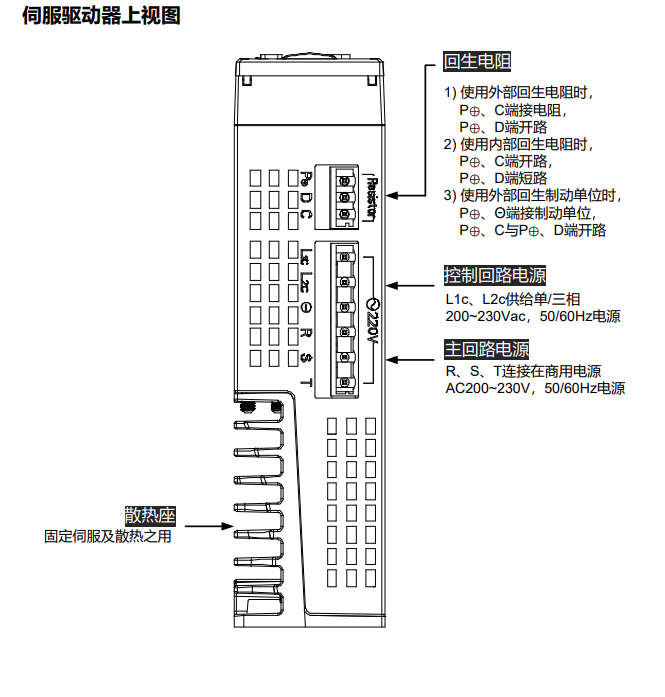 伺服驱动器上视图
回生电阻
1) 使用外部回生电阻时，
P⊕、C端接电阻，
P⊕、D端开路
2) 使用内部回生电阻时，
P⊕、C端开路，
P⊕、D端短路
3) 使用外部回生制动单位时，
P⊕、Θ端接制动单位，
P⊕、C与P⊕、D端开路
P⊕
D
C
Resistor
控制回路电源
L1c、L2c供给单/三相
200~230Vac，50/60Hz电源
L1c
L2c
⊖
R
S
T
220V
主回路电源
R、S、T连接在商用电源
AC200~230V，50/60Hz电源
散热座
固定伺服及散热之用